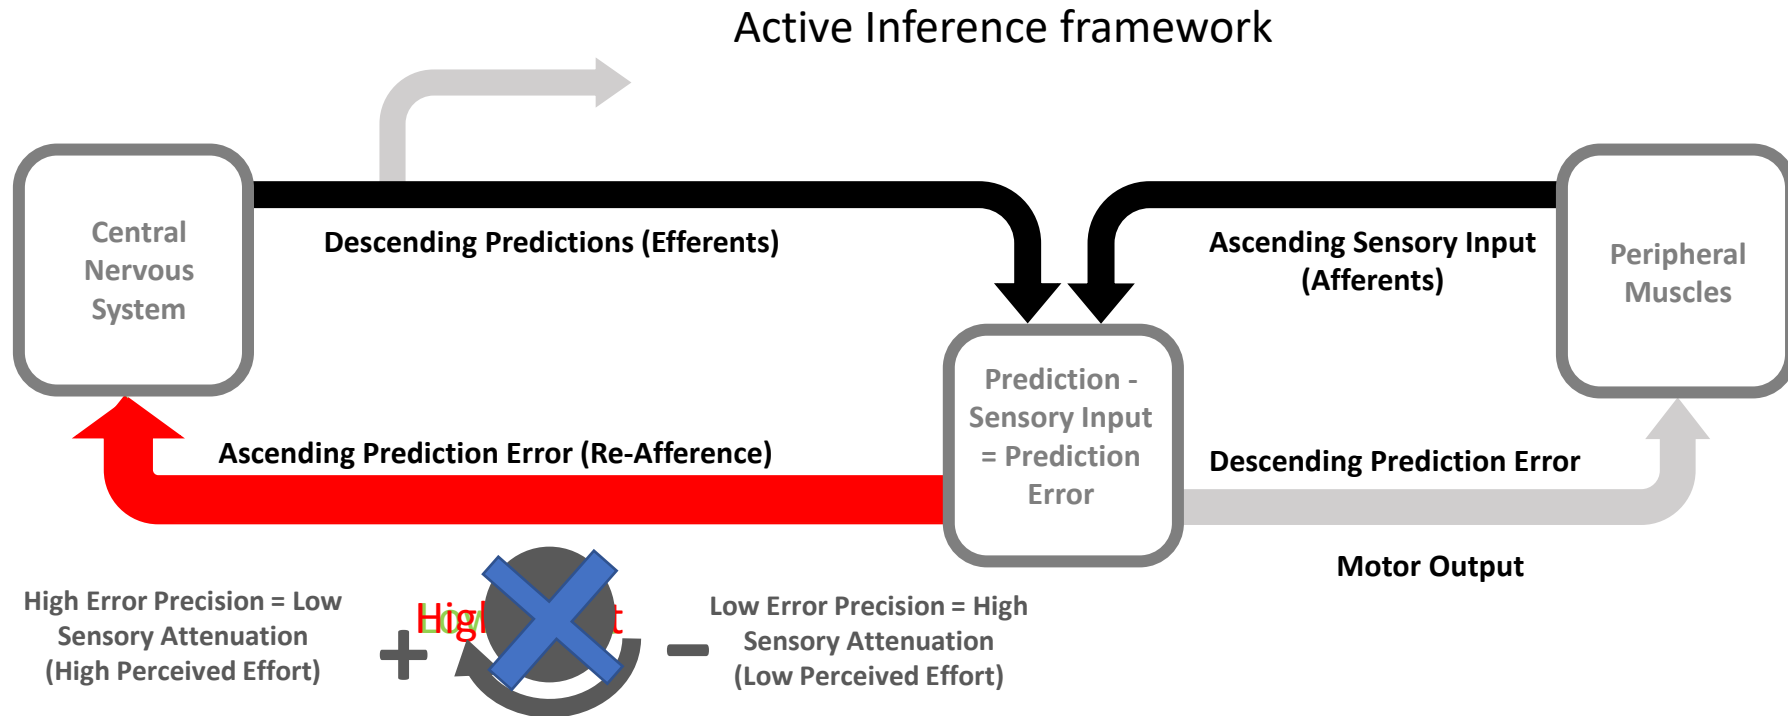 Active Inference framework
Central
Nervous
System
Descending Predictions (Efferents)
Ascending Sensory Input
(Afferents)
Peripheral
Muscles
Prediction -
Sensory Input
= Prediction
Error
Ascending Prediction Error (Re-Afference)
Descending Prediction Error
Motor Output
High Error Precision = Low
Sensory Attenuation
(High Perceived Effort)
+
-
Low Error Precision = High
Sensory Attenuation
(Low Perceived Effort)